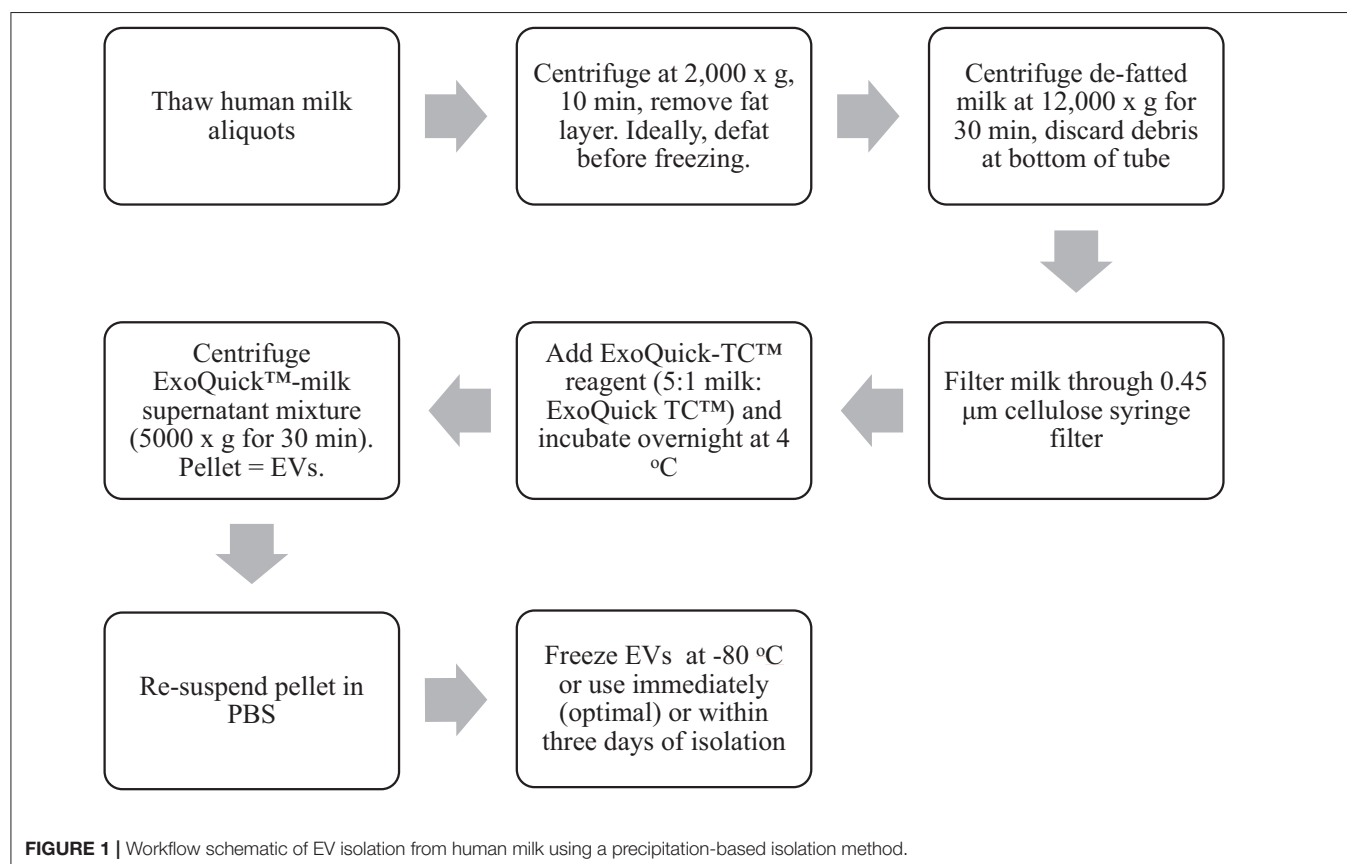 Thaw human milk
aliquots
Centrifuge at 2,000 x g,
10 min, remove fat
layer. Ideally, defat
before freezing.
Centrifuge de-fatted
milk at 12,000 x g for
30 min, discard debris
at bottom of tube
Filter milk through 0.45
μm cellulose syringe
filter
Add ExoQuick-TC™
reagent (5:1 milk:
ExoQuick TC™) and
incubate overnight at 4
ºC
Centrifuge
ExoQuick™-milk
supernatant mixture
(5000 x g for 30 min).
Pellet = EVs.
Re-suspend pellet in
PBS
Freeze EVs at -80 ºC
or use immediately
(optimal) or within
three days of isolation
FIGURE 1 | Workflow schematic of EV isolation from human milk using a precipitation-based isolation method.